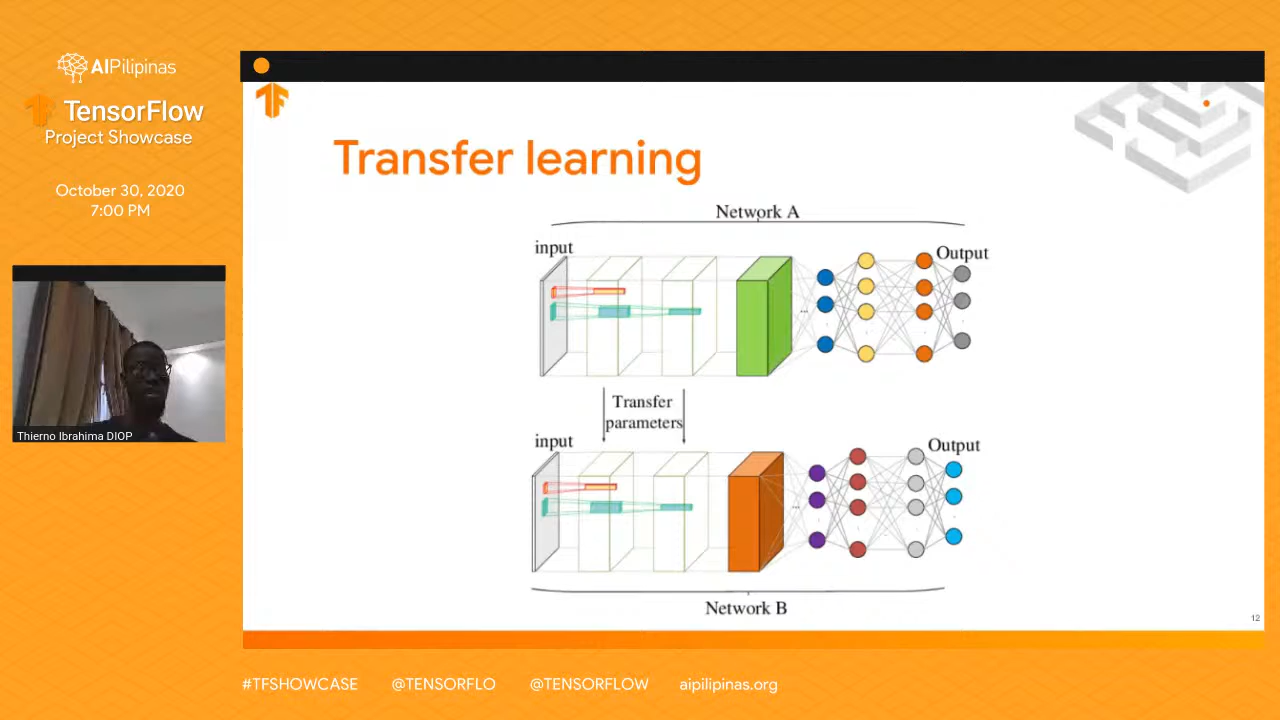 AIPilipinas
TensorFlow
Project Showcase
October 30, 2020
7:00 PM
Thierno Ibrahima DIOP
Transfer learning
Network A
input
Output
...
Transfer
parameters
input
Output
...
Network B
12
#TFSHOWCASE @TENSORFLO @TENSORFLOW aipilipinas.org